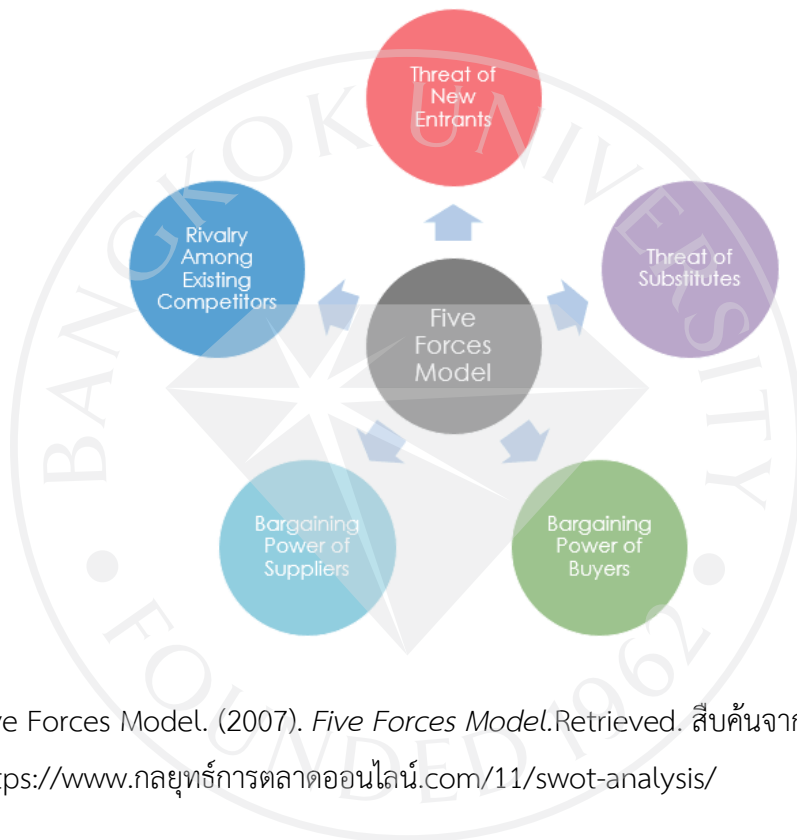 Threat of
New
Entrants
Rivalry
Among
Existing
Competitors
Threat of
Substitutes
Five
Forces
Model
Bargaining
Power of
Suppliers
Bargaining
Power of
Buyers
BANGKOK UNIVERSITY
FOUNDED 1962
ve Forces Model. (2007). Five Forces Model.Retrieved. สืบค้นจาก
tps://www.กลยุทธ์การตลาดออนไลน์.com/11/swot-analysis/